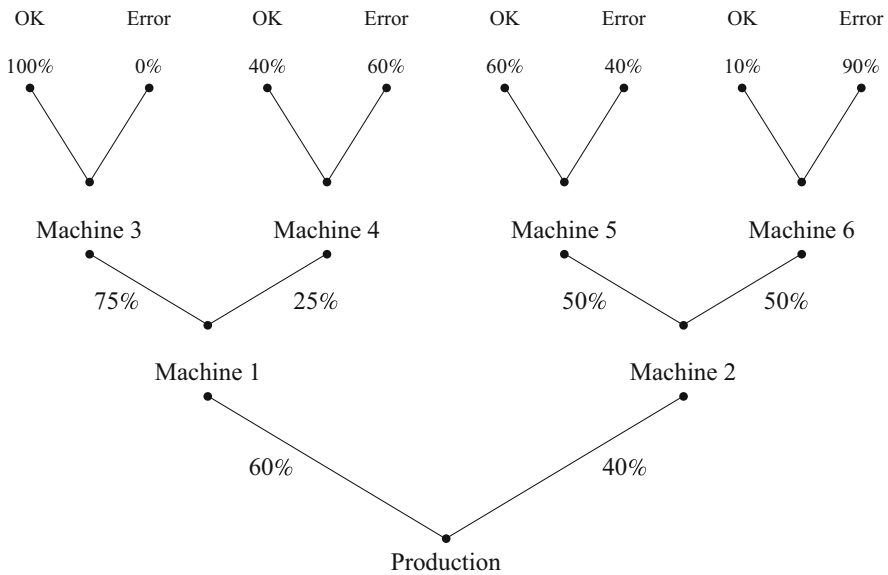 OK Error OK Error OK Error OK Error
100% 0% 40% 60% 60% 40% 10% 90%
Machine 3 Machine 4 Machine 5 Machine 6
75% 25% 50% 50%
Machine 1 Machine 2
60% 40%
Production